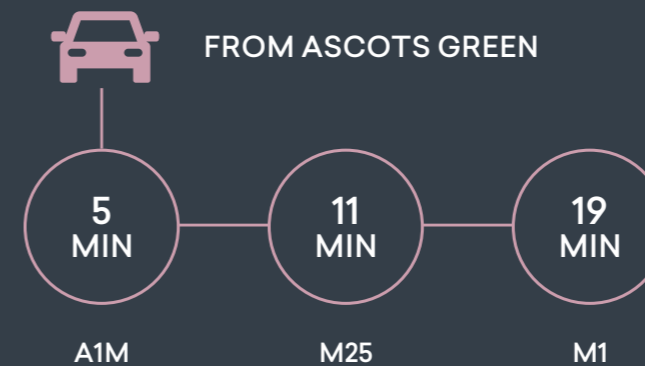 FROM ASCOTS GREEN
5
MIN
11
MIN
19
MIN
A1M
M25
M1